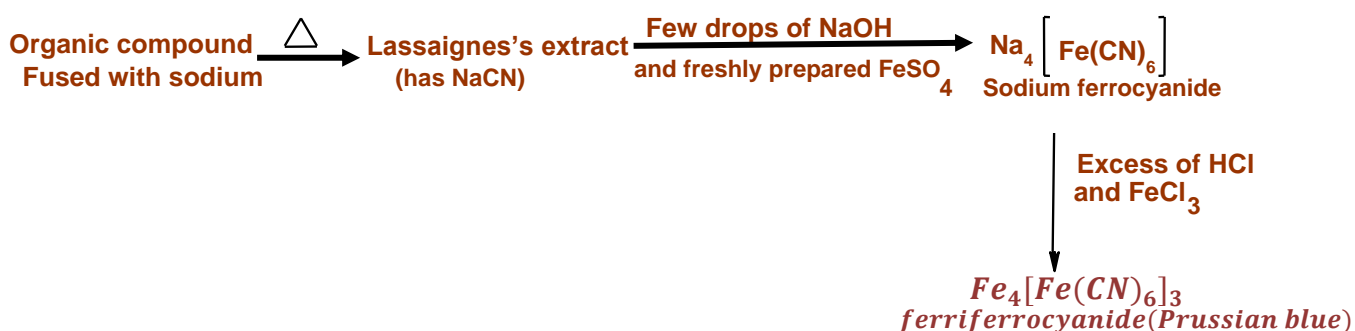 Organic compound
Fused with sodium
Lassaignes's extract
(has NaCN)
Few drops of NaOH
and freshly prepared FeSO4
Na4[Fe(CN)6]
Sodium ferrocyanide
Excess of HCl
and FeCl3
Fe4[Fe(CN)6]3
ferriferrocyanide(Prussian blue)